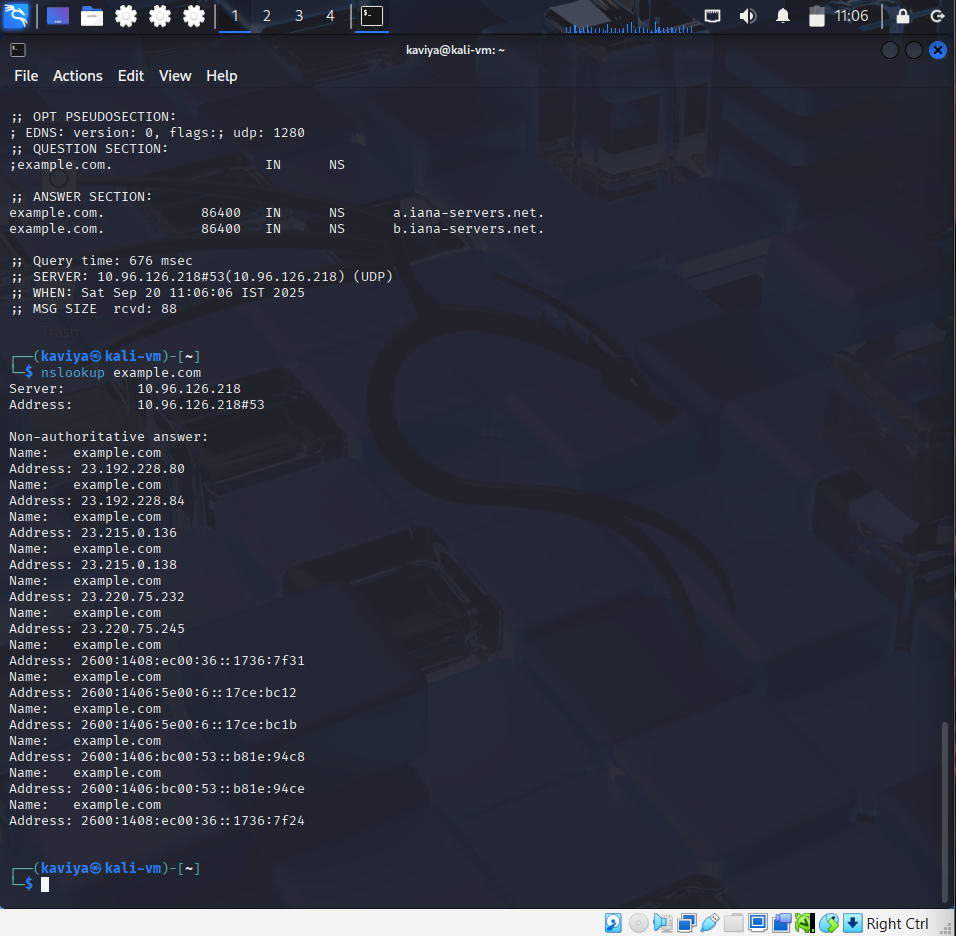 1 2 3 4 11:06
kaviya@kali-vm: ~
File Actions Edit View Help
;; OPT PSEUDOSECTION:
; EDNS: version: 0, flags:; udp: 1280
;; QUESTION SECTION:
;example.com. IN NS
;; ANSWER SECTION:
example.com. 86400 IN NS a.iana-servers.net.
example.com. 86400 IN NS b.iana-servers.net.
;; Query time: 676 msec
;; SERVER: 10.96.126.218#53(10.96.126.218) (UDP)
;; WHEN: Sat Sep 20 11:06:06 IST 2025
;; MSG SIZE rcvd: 88
Trash
┌──(kaviya㉿kali-vm)-[~]
└─$ nslookup example.com
Server: 10.96.126.218
Address: 10.96.126.218#53
Non-authoritative answer:
Name: example.com
Address: 23.192.228.80
Name: example.com
Address: 23.192.228.84
Name: example.com
Address: 23.215.0.136
Name: example.com
Address: 23.215.0.138
Name: example.com
Address: 23.220.75.232
Name: example.com
Address: 23.220.75.245
Name: example.com
Address: 2600:1408:ec00:36::1736:7f31
Name: example.com
Address: 2600:1406:5e00:6::17ce:bc12
Name: example.com
Address: 2600:1406:5e00:6::17ce:bc1b
Name: example.com
Address: 2600:1406:bc00:53::b81e:94c8
Name: example.com
Address: 2600:1406:bc00:53::b81e:94ce
Name: example.com
Address: 2600:1408:ec00:36::1736:7f24
┌──(kaviya㉿kali-vm)-[~]
└─$
Right Ctrl